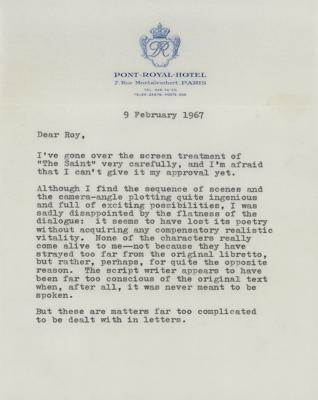 PR
PONT·ROYAL·HOTEL
7. Rue Montalembert. PARIS
9 February 1967
Dear Roy,
I've gone over the screen treatment of
"The Saint" very carefully, and I'm afraid
that I can't give it my approval yet.
Although I find the sequence of scenes and
the camera-angle plotting quite ingenious
and full of exciting possibilities, I was
sadly disappointed by the flatness of the
dialogue: it seems to have lost its poetry
without acquiring any compensatory realistic
vitality. None of the characters really
come alive to me--not because they have
strayed too far from the original libretto,
but rather, perhaps, for quite the opposite
reason. The script writer appears to have
been far too conscious of the original text
when, after all, it was never meant to be
spoken.
But these are matters far too complicated
to be dealt with in letters.